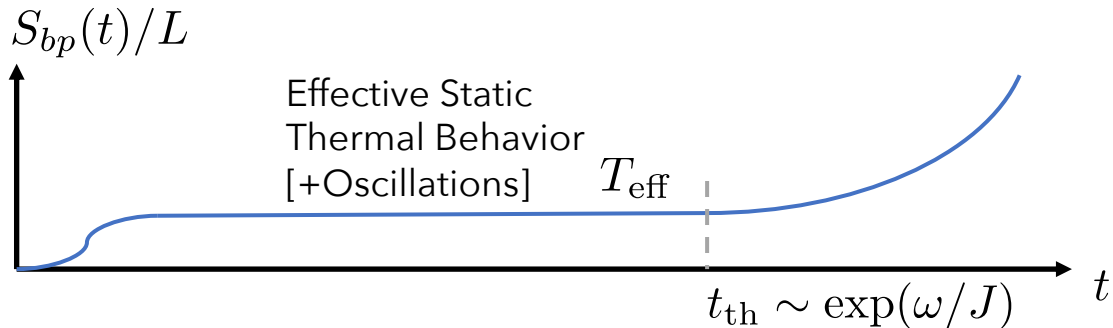 S_{bp}(t)/L
Effective Static
Thermal Behavior
[+Oscillations]
T_{eff}
t
t_{th} ∼ exp(ω/J)